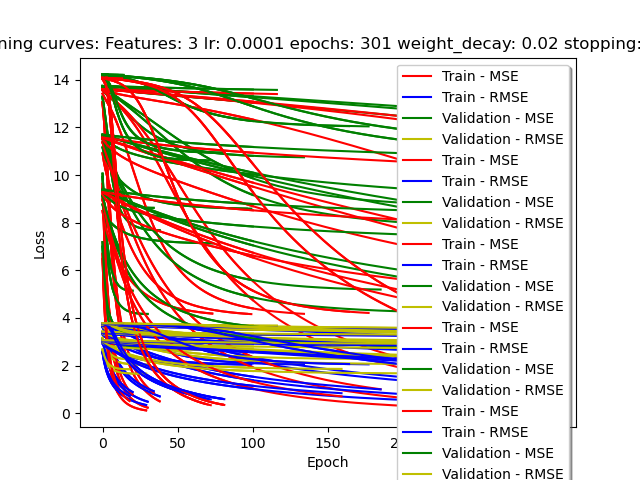 ning curves: Features: 3 lr: 0.0001 epochs: 301 weight_decay: 0.02 stopping:
Loss
14
12
10
8
6
4
2
0
0 50 100 150 2
Epoch
Train - MSE
Train - RMSE
Validation - MSE
Validation - RMSE
Train - MSE
Train - RMSE
Validation - MSE
Validation - RMSE
Train - MSE
Train - RMSE
Validation - MSE
Validation - RMSE
Train - MSE
Train - RMSE
Validation - MSE
Validation - RMSE
Train - MSE
Train - RMSE
Validation - MSE
Validation - RMSE